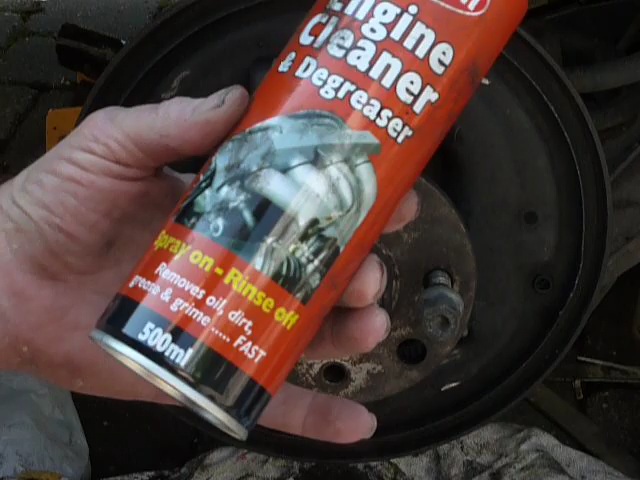 Engine
Cleaner
& Degreaser
Spray on - Rinse off
Removes oil, dirt,
grease & grime ..... FAST
500ml